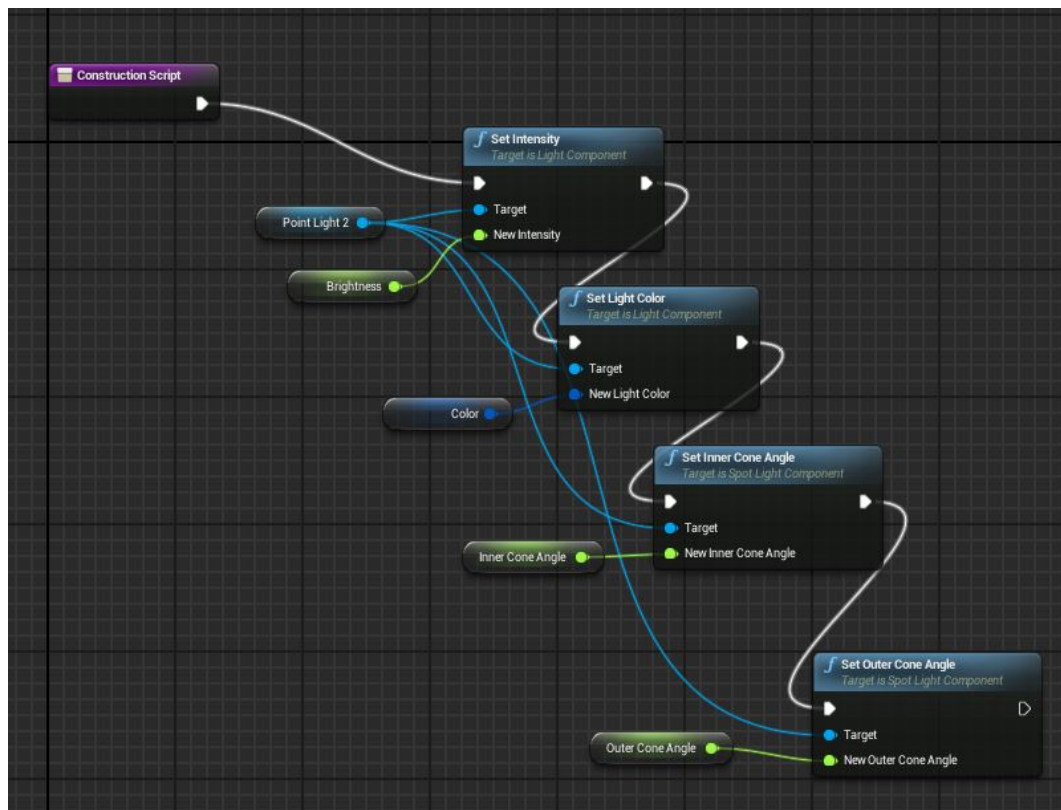 Construction Script
Set Intensity
Target is Light Component
Target
New Intensity
Point Light 2
Brightness
Set Light Color
Target is Light Component
Target
New Light Color
Color
Set Inner Cone Angle
Target is Spot Light Component
Target
New Inner Cone Angle
Inner Cone Angle
Set Outer Cone Angle
Target is Spot Light Component
Target
New Outer Cone Angle
Outer Cone Angle